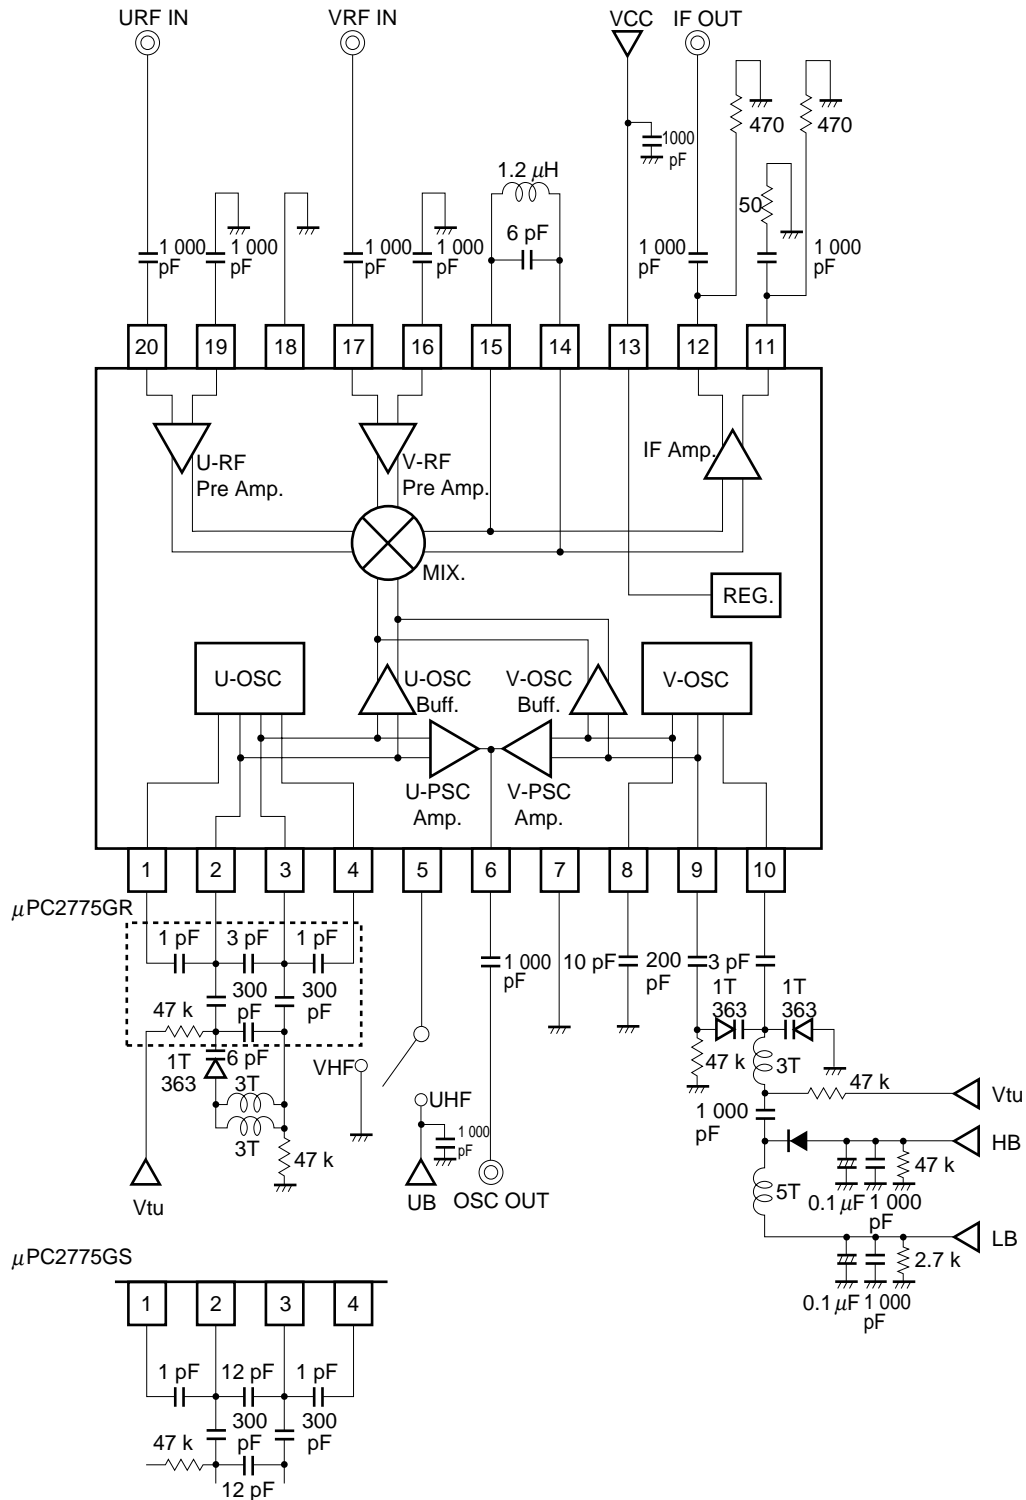 URF IN
VRF IN
VCC
IF OUT
470
470
1000
pF
1.2 μH
50
6 pF
1 000
pF
1 000
pF
1 000
pF
1 000
pF
1 000
pF
1 000
pF
20
19
18
17
16
15
14
13
12
11
U-RF
Pre Amp.
V-RF
Pre Amp.
IF Amp.
MIX.
REG.
U-OSC
U-OSC
Buff.
V-OSC
Buff.
V-OSC
U-PSC
Amp.
V-PSC
Amp.
1
2
3
4
5
6
7
8
9
10
μPC2775GR
1 pF
3 pF
1 pF
300
pF
300
pF
47 k
6 pF
1T
363
3T
3T
47 k
Vtu
VHF
UHF
1 000
pF
UB
1 000
pF
OSC OUT
10 pF
200
pF
3 pF
1T
363
1T
363
47 k
3T
47 k
Vtu
1 000
pF
HB
47 k
0.1 μF
1 000
pF
5T
LB
2.7 k
0.1 μF
1 000
pF
μPC2775GS
1
2
3
4
1 pF
12 pF
1 pF
300
pF
300
pF
47 k
12 pF